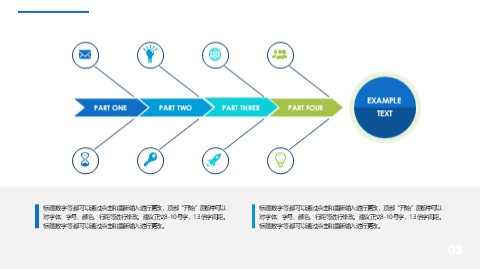 PART ONE
PART TWO
PART THREE
PART FOUR
EXAMPLE
TEXT
标题数字等都可以通过点击和重新输入进行更改，顶部“开始”面板中可以
对字体、字号、颜色、行距等进行修改。建议正文8-10号字，1.3倍字间距。
标题数字等都可以通过点击和重新输入进行更改。
标题数字等都可以通过点击和重新输入进行更改，顶部“开始”面板中可以
对字体、字号、颜色、行距等进行修改。建议正文8-10号字，1.3倍字间距。
标题数字等都可以通过点击和重新输入进行更改。
03